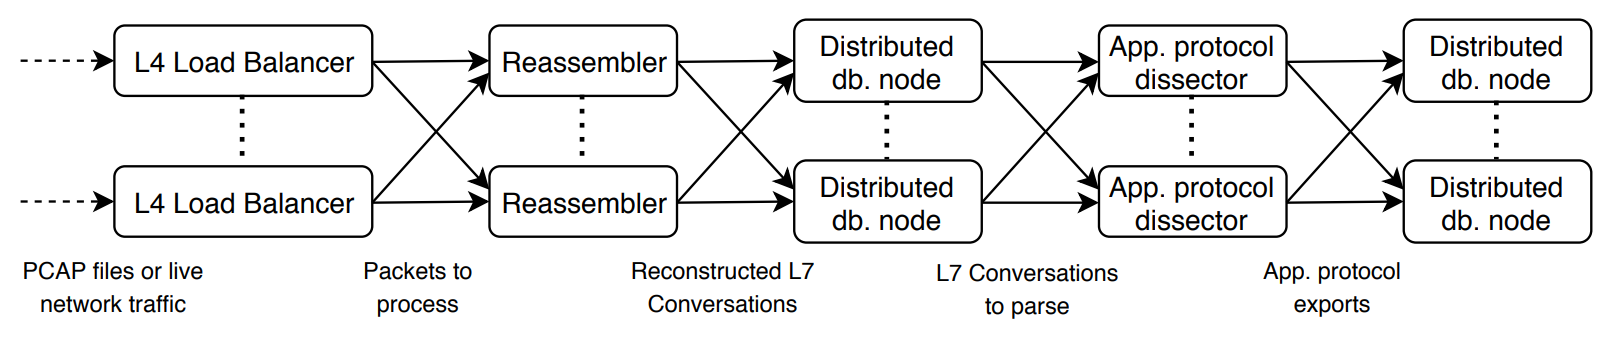 L4 Load Balancer
Reassembler
Distributed
db. node
App. protocol
dissector
Distributed
db. node
L4 Load Balancer
Reassembler
Distributed
db. node
App. protocol
dissector
Distributed
db. node
PCAP files or live
network traffic
Packets to
process
Reconstructed L7
Conversations
L7 Conversations
to parse
App. protocol
exports